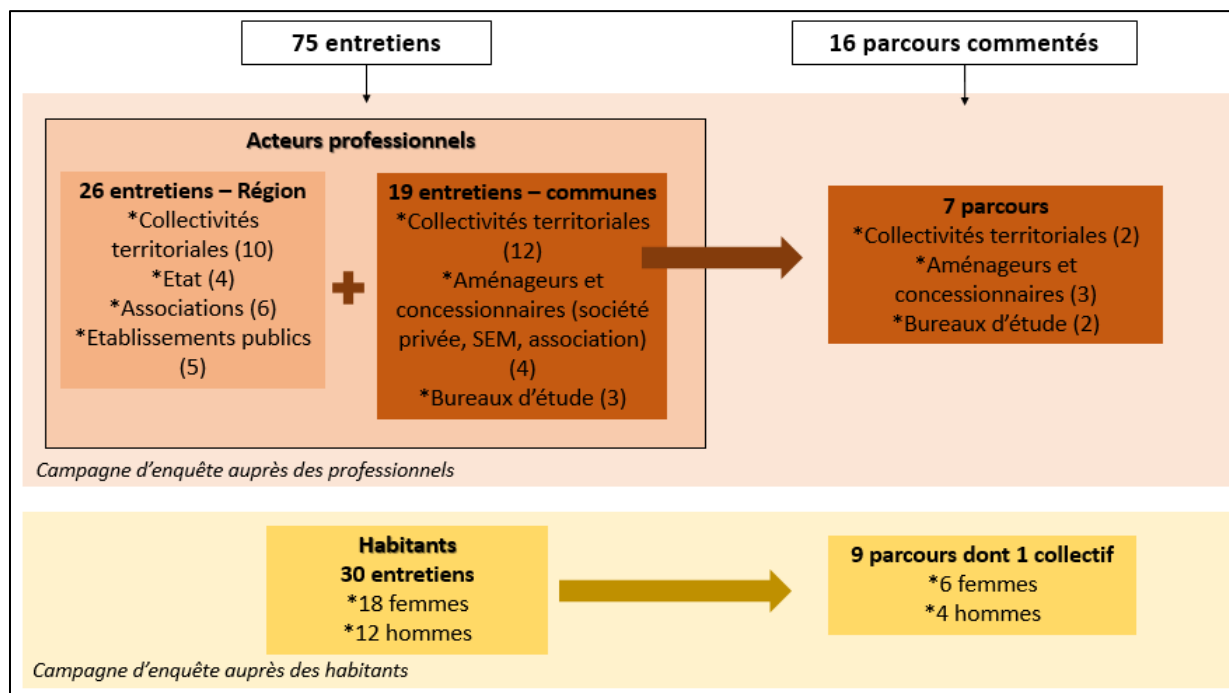 75 entretiens
16 parcours commentés
Acteurs professionnels
26 entretiens – Région
*Collectivités
territoriales (10)
*Etat (4)
*Associations (6)
*Etablissements publics
(5)
19 entretiens – communes
*Collectivités territoriales
(12)
*Aménageurs et
concessionnaires (société
privée, SEM, association)
(4)
*Bureaux d’étude (3)
7 parcours
*Collectivités territoriales (2)
*Aménageurs et
concessionnaires (3)
*Bureaux d’étude (2)
Campagne d’enquête auprès des professionnels
Habitants
30 entretiens
*18 femmes
*12 hommes
9 parcours dont 1 collectif
*6 femmes
*4 hommes
Campagne d’enquête auprès des habitants